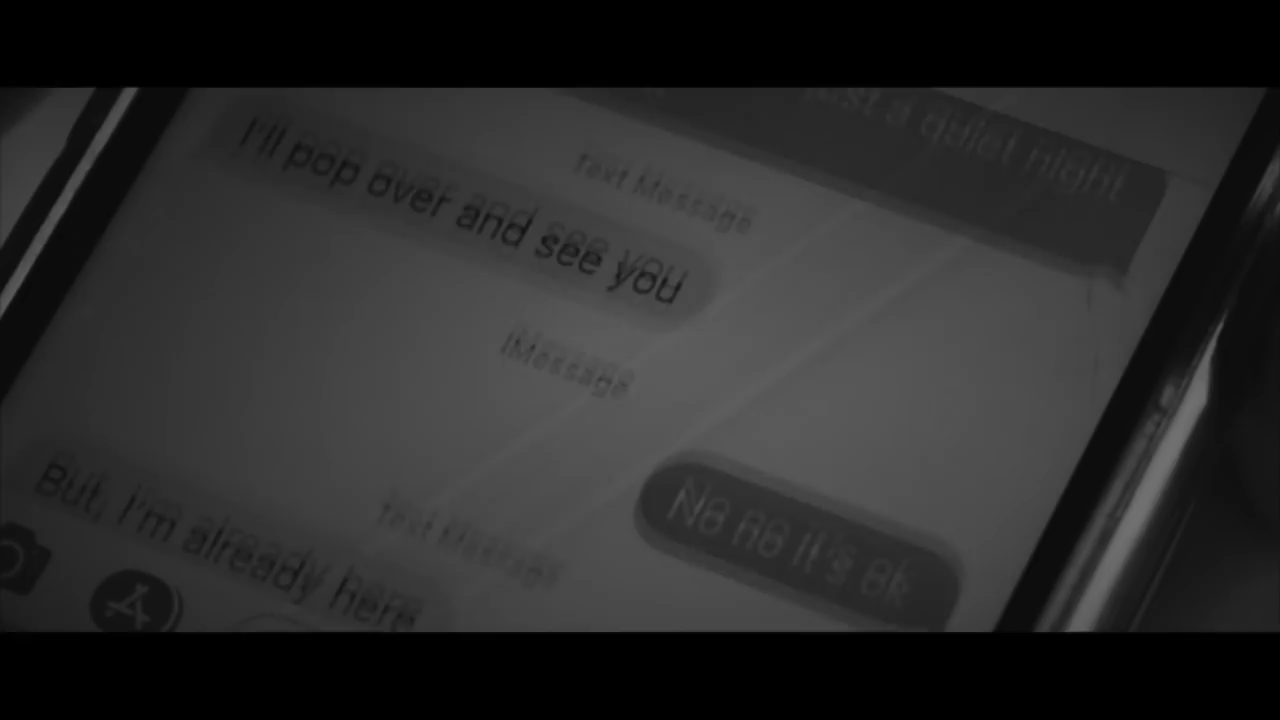 Just a quiet night
Text Message
I'll pop over and see you
iMessage
No no it's ok
Text Message
But, I'm already here